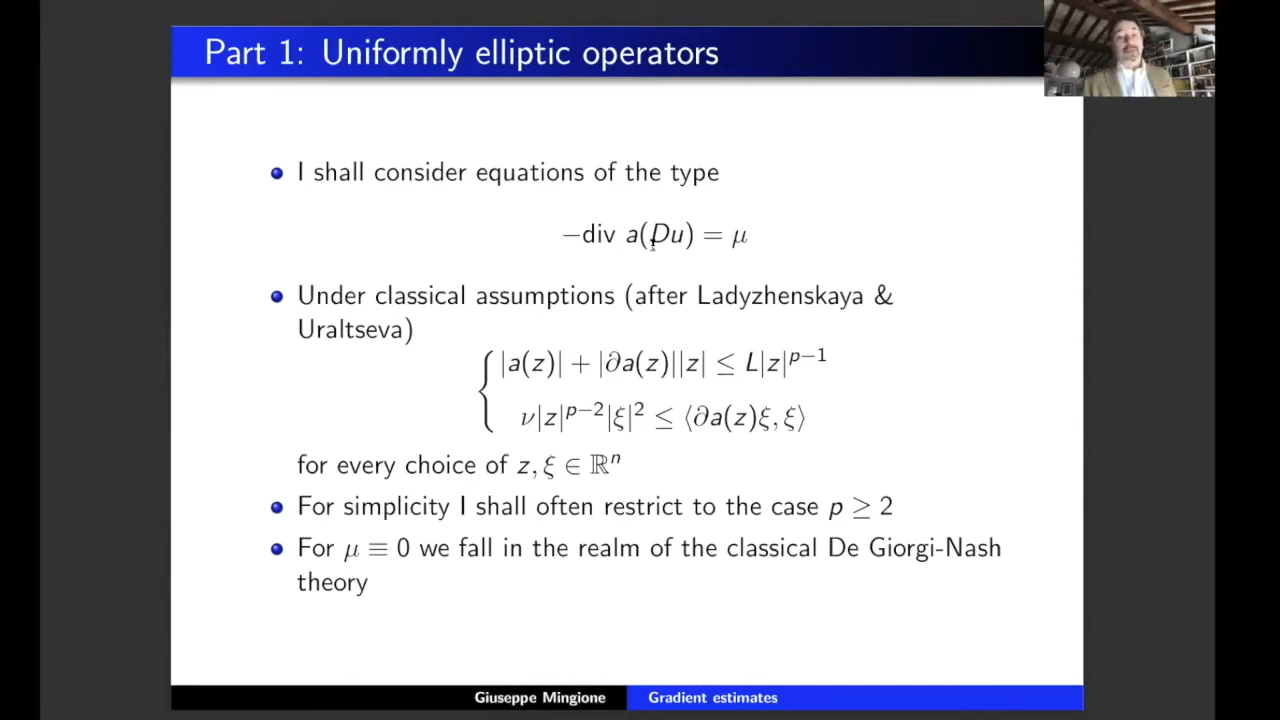 Part 1: Uniformly elliptic operators
I shall consider equations of the type
−div a(Du) = μ
Under classical assumptions (after Ladyzhenskaya &
Uraltseva)
|a(z)| + |∂a(z)||z| ≤ L|z|^{p−1}
ν|z|^{p−2}|ξ|^2 ≤ ⟨∂a(z)ξ, ξ⟩
for every choice of z, ξ ∈ ℝ^n
For simplicity I shall often restrict to the case p ≥ 2
For μ ≡ 0 we fall in the realm of the classical De Giorgi-Nash
theory
Giuseppe Mingione
Gradient estimates